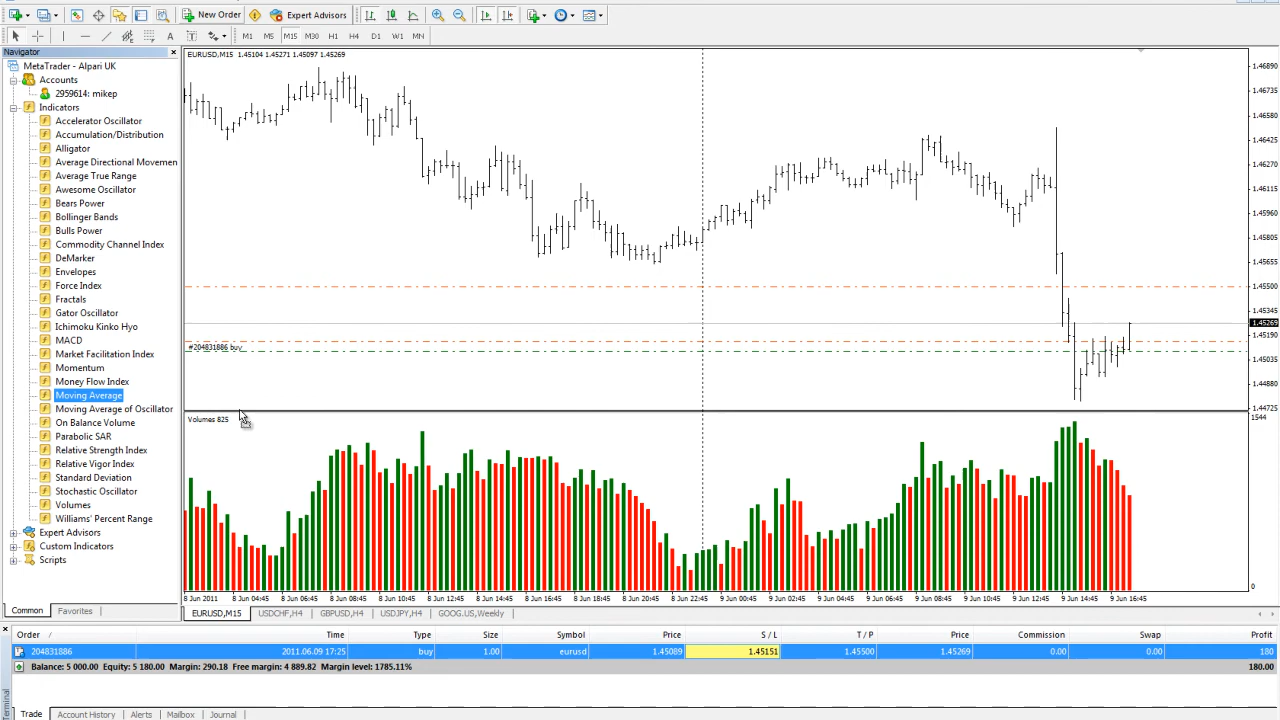 New Order
Expert Advisors
A
T
M1
M5
M15
M30
H1
H4
D1
W1
MN
Navigator
MetaTrader - Alpari UK
Accounts
2959614: mikep
Indicators
Accelerator Oscillator
Accumulation/Distribution
Alligator
Average Directional Movemen
Average True Range
Awesome Oscillator
Bears Power
Bollinger Bands
Bulls Power
Commodity Channel Index
DeMarker
Envelopes
Force Index
Fractals
Gator Oscillator
Ichimoku Kinko Hyo
MACD
Market Facilitation Index
Momentum
Money Flow Index
Moving Average
Moving Average of Oscillator
On Balance Volume
Parabolic SAR
Relative Strength Index
Relative Vigor Index
Standard Deviation
Stochastic Oscillator
Volumes
Williams' Percent Range
Expert Advisors
Custom Indicators
Scripts
Common
Favorites
EURUSD,M15 1.45104 1.45271 1.45097 1.45269
1.46890
1.46735
1.46580
1.46425
1.46270
1.46115
1.45960
1.45805
1.45655
1.45500
1.45345
1.45269
1.45190
1.45035
1.44880
1.44725
#204831886 buy
Volumes 825
1544
0
8 Jun 2011
8 Jun 04:45
8 Jun 06:45
8 Jun 08:45
8 Jun 10:45
8 Jun 12:45
8 Jun 14:45
8 Jun 16:45
8 Jun 18:45
8 Jun 20:45
8 Jun 22:45
9 Jun 00:45
9 Jun 02:45
9 Jun 04:45
9 Jun 06:45
9 Jun 08:45
9 Jun 10:45
9 Jun 12:45
9 Jun 14:45
9 Jun 16:45
EURUSD,M15
USDCHF,H4
GBPUSD,H4
USDJPY,H4
GOOG.US,Weekly
Order / Time Type Size Symbol Price S / L T / P Price Commission Swap Profit
204831886 2011.06.09 17:25 buy 1.00 eurusd 1.45089 1.45151 1.45500 1.45269 0.00 0.00 180
Balance: 5 000.00 Equity: 5 180.00 Margin: 290.18 Free margin: 4 889.82 Margin level: 1785.11% 180.00
Terminal
Trade
Account History
Alerts
Mailbox
Journal